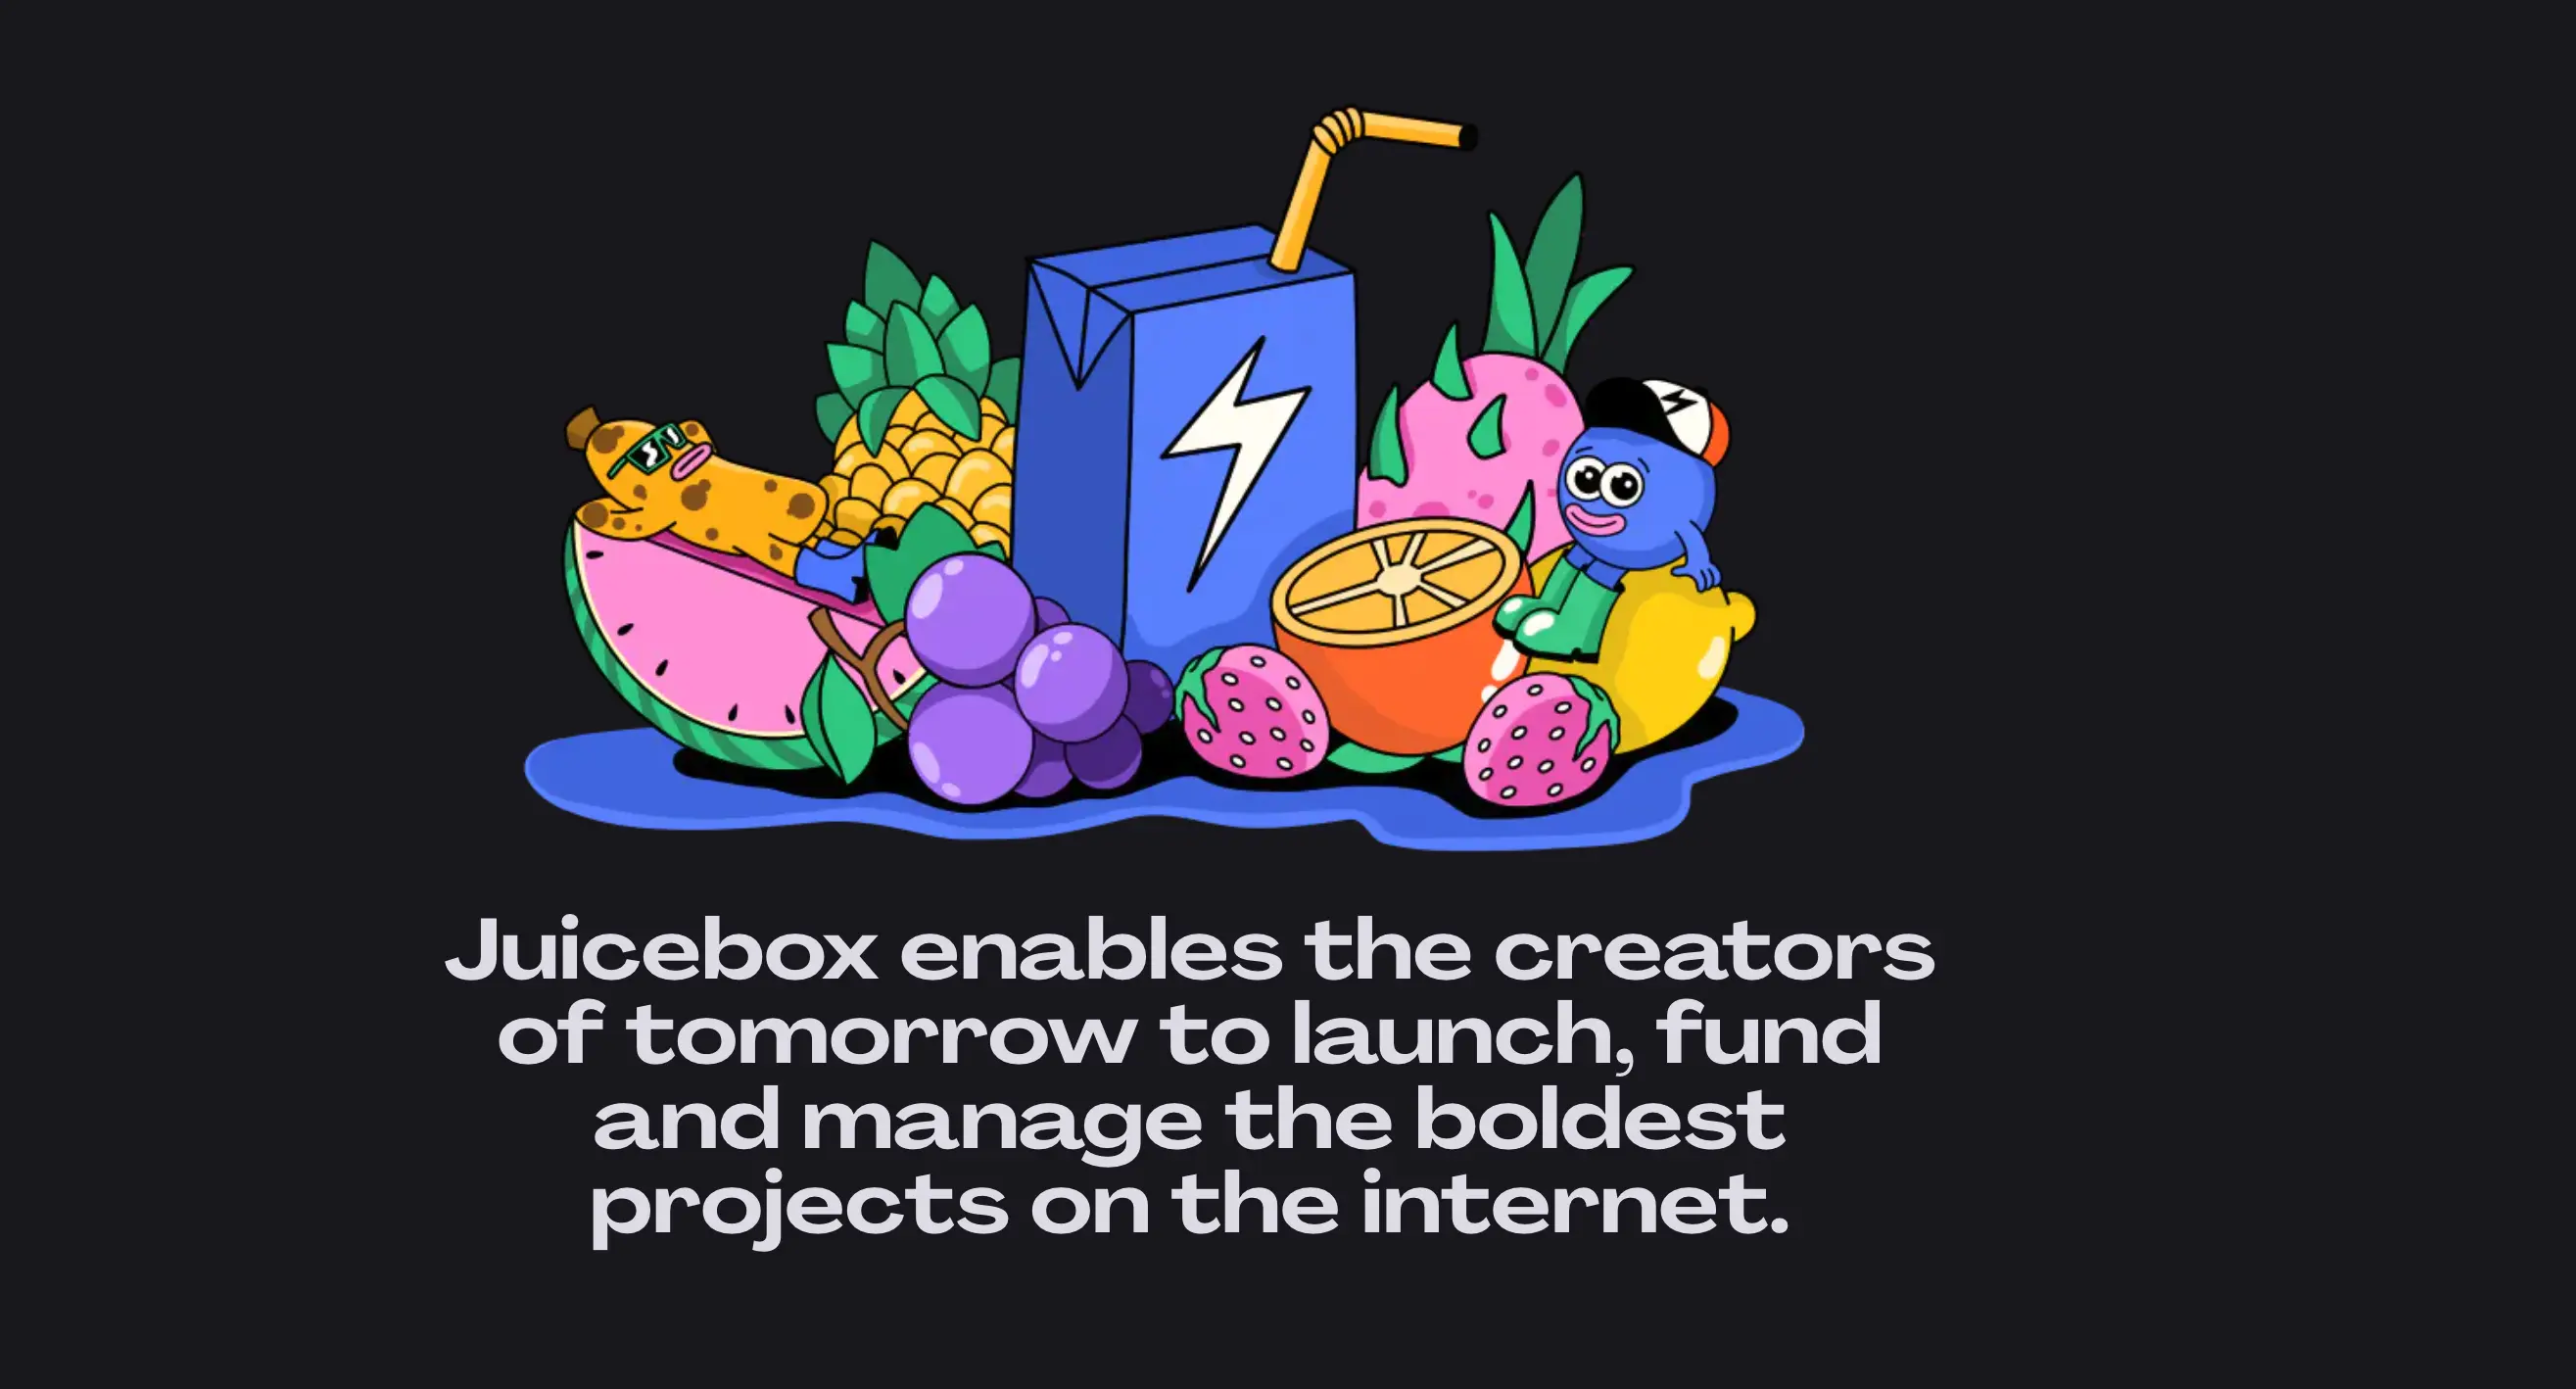 Juicebox enables the creators
of tomorrow to launch, fund
and manage the boldest
projects on the internet.